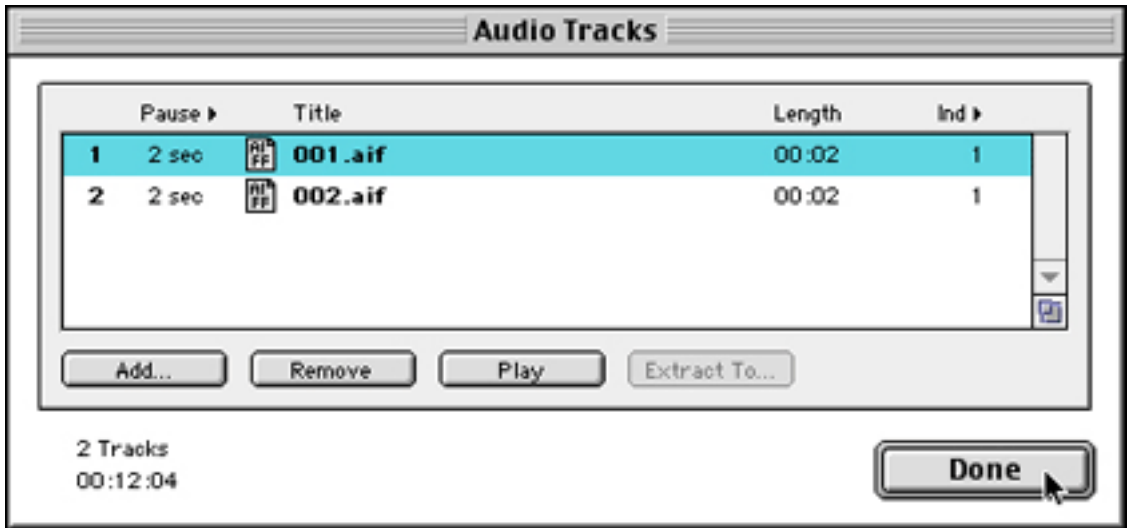 Audio Tracks
Pause Title Length Ind
1 2 sec AIFF 001.aif 00:02 1
2 2 sec AIFF 002.aif 00:02 1
Add... Remove Play Extract To...
2 Tracks
00:12:04
Done